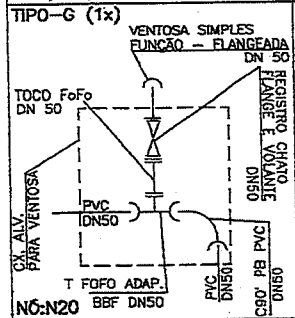 TIPO-G (1x)
VENTOSA SIMPLES
FUNÇÃO - FLANGEADA
DN 50
TOCO FoFo
DN 50
REGISTRO CHATO
FLANGE E VOLANTE
DN50
CX. ALV.
PARA VENTOSA
PVC
DN50
T FOFO ADAP.
BBF DN50
PVC
DN50
C90° PB PVC
DN50
NÓ:N20